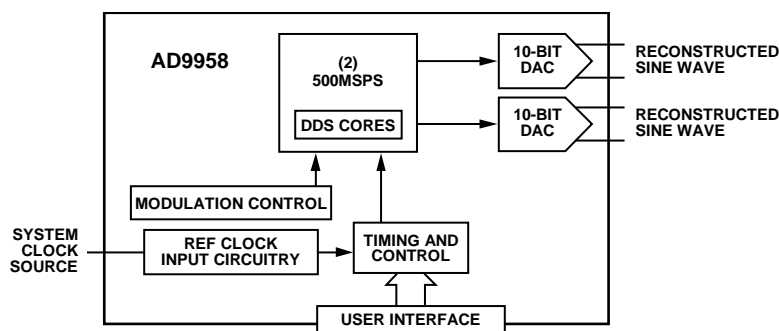 AD9958
(2)
500MSPS
DDS CORES
10-BIT
DAC
RECONSTRUCTED
SINE WAVE
10-BIT
DAC
RECONSTRUCTED
SINE WAVE
MODULATION CONTROL
SYSTEM
CLOCK
SOURCE
REF CLOCK
INPUT CIRCUITRY
TIMING AND
CONTROL
USER INTERFACE